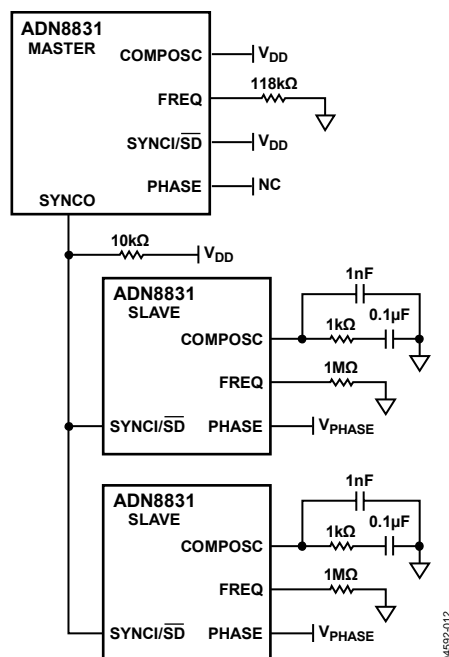 ADN8831
MASTER
COMPOSC
VDD
FREQ
118kΩ
SYNCI/SD
VDD
PHASE
NC
SYNCO
10kΩ
VDD
ADN8831
SLAVE
COMPOSC
1nF
1kΩ
0.1µF
FREQ
1MΩ
SYNCI/SD
PHASE
VPHASE
ADN8831
SLAVE
COMPOSC
1nF
1kΩ
0.1µF
FREQ
1MΩ
SYNCI/SD
PHASE
VPHASE